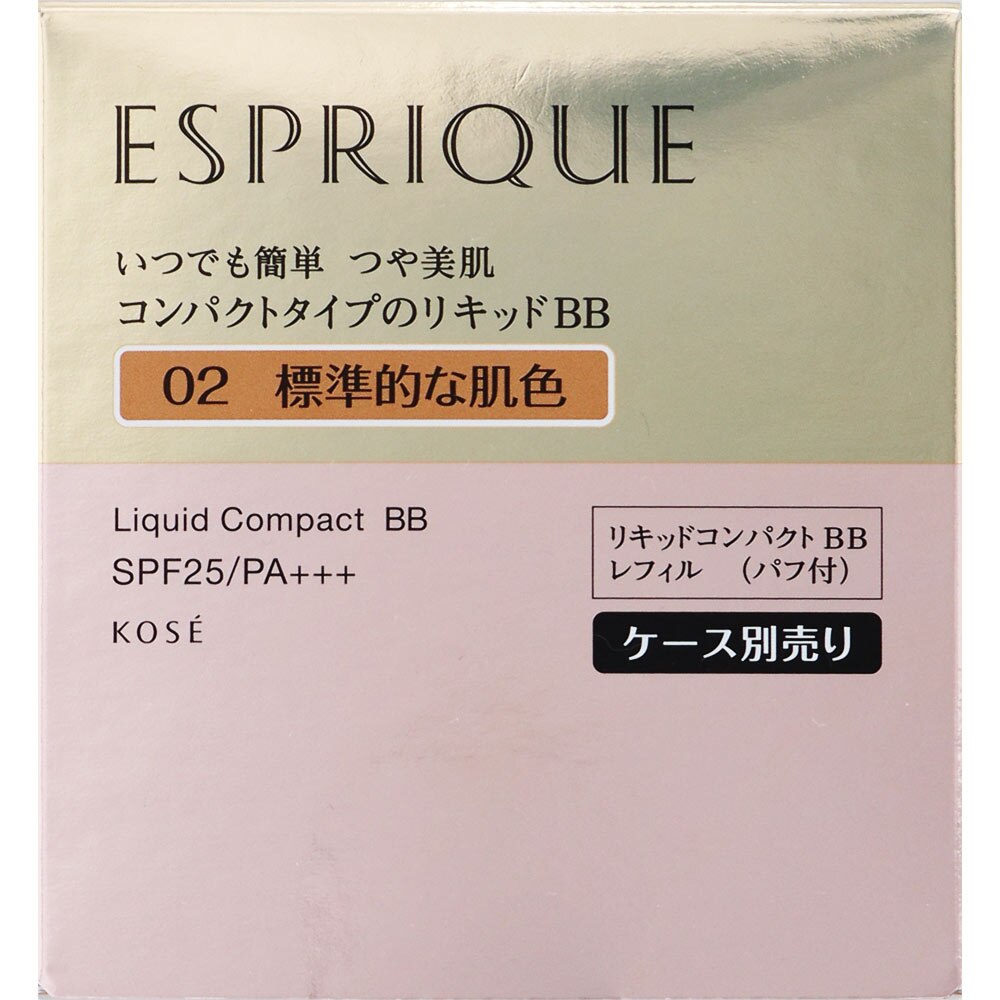 ESPRIQUE
いつでも簡単 つや美肌
コンパクトタイプのリキッドBB
02 標準的な肌色
Liquid Compact BB
SPF25/PA+++
KOSÉ
リキッドコンパクトBB
レフィル (パフ付)
ケース別売り